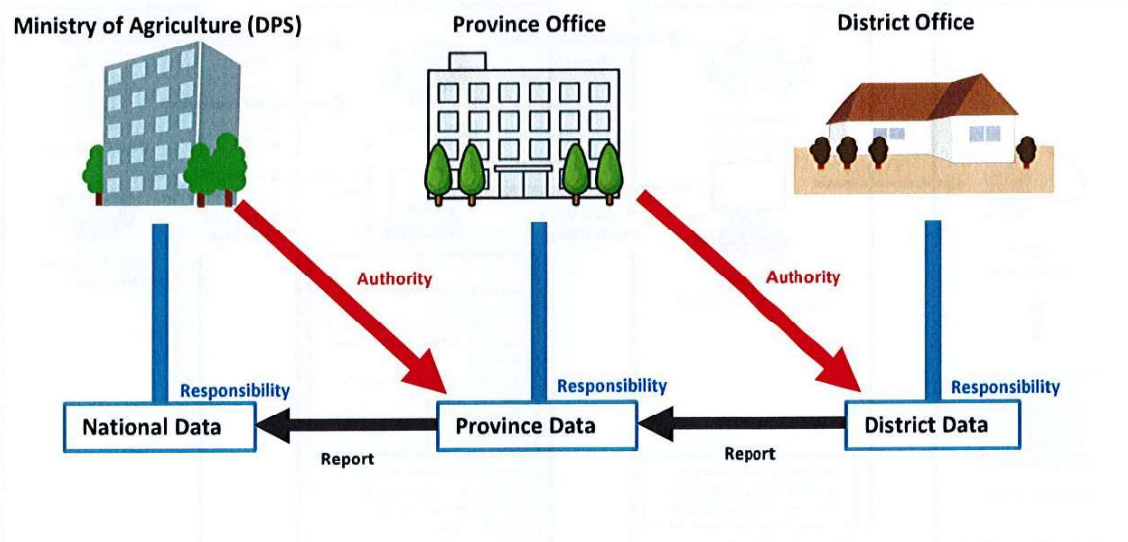 Ministry of Agriculture (DPS)
Province Office
District Office
Authority
Authority
Responsibility
Responsibility
Responsibility
National Data
Province Data
District Data
Report
Report